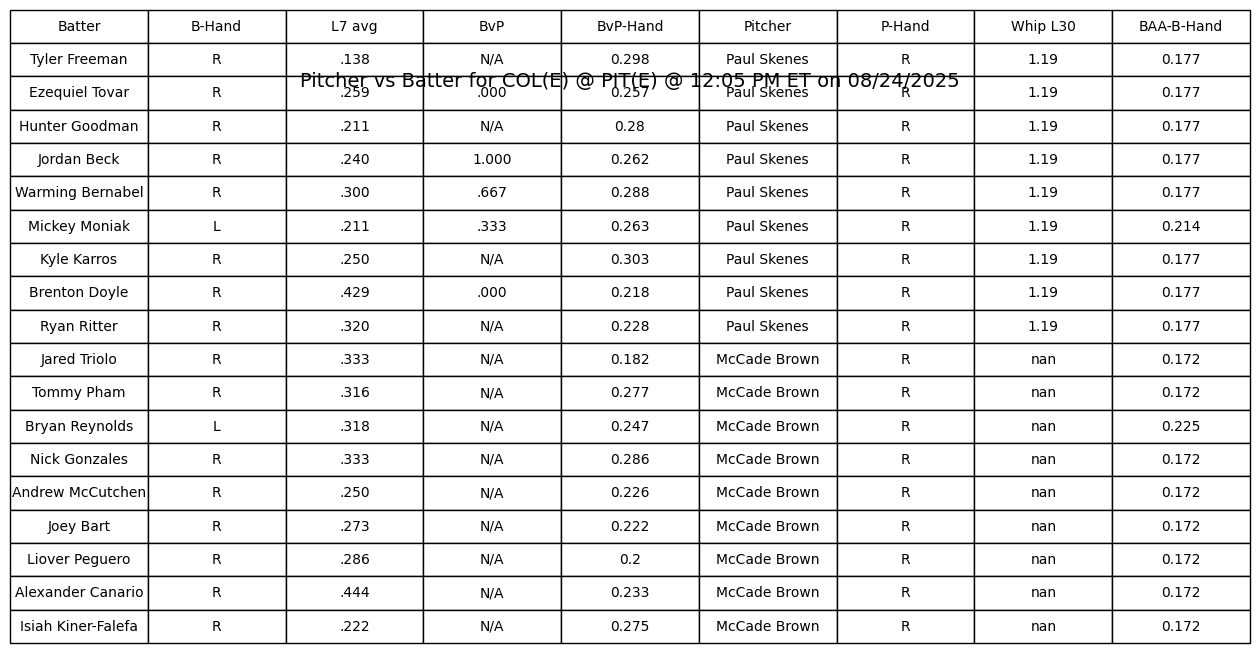 Batter B-Hand L7 avg BvP BvP-Hand Pitcher P-Hand Whip L30 BAA-B-Hand
Tyler Freeman R .138 N/A 0.298 Paul Skenes R 1.19 0.177
Pitcher vs Batter for COL(E) @ PIT(E) @ 12:05 PM ET on 08/24/2025
Ezequiel Tovar R .259 .000 0.257 Paul Skenes R 1.19 0.177
Hunter Goodman R .211 N/A 0.28 Paul Skenes R 1.19 0.177
Jordan Beck R .240 1.000 0.262 Paul Skenes R 1.19 0.177
Warming Bernabel R .300 .667 0.288 Paul Skenes R 1.19 0.177
Mickey Moniak L .211 .333 0.263 Paul Skenes R 1.19 0.214
Kyle Karros R .250 N/A 0.303 Paul Skenes R 1.19 0.177
Brenton Doyle R .429 .000 0.218 Paul Skenes R 1.19 0.177
Ryan Ritter R .320 N/A 0.228 Paul Skenes R 1.19 0.177
Jared Triolo R .333 N/A 0.182 McCade Brown R nan 0.172
Tommy Pham R .316 N/A 0.277 McCade Brown R nan 0.172
Bryan Reynolds L .318 N/A 0.247 McCade Brown R nan 0.225
Nick Gonzales R .333 N/A 0.286 McCade Brown R nan 0.172
Andrew McCutchen R .250 N/A 0.226 McCade Brown R nan 0.172
Joey Bart R .273 N/A 0.222 McCade Brown R nan 0.172
Liover Peguero R .286 N/A 0.2 McCade Brown R nan 0.172
Alexander Canario R .444 N/A 0.233 McCade Brown R nan 0.172
Isiah Kiner-Falefa R .222 N/A 0.275 McCade Brown R nan 0.172